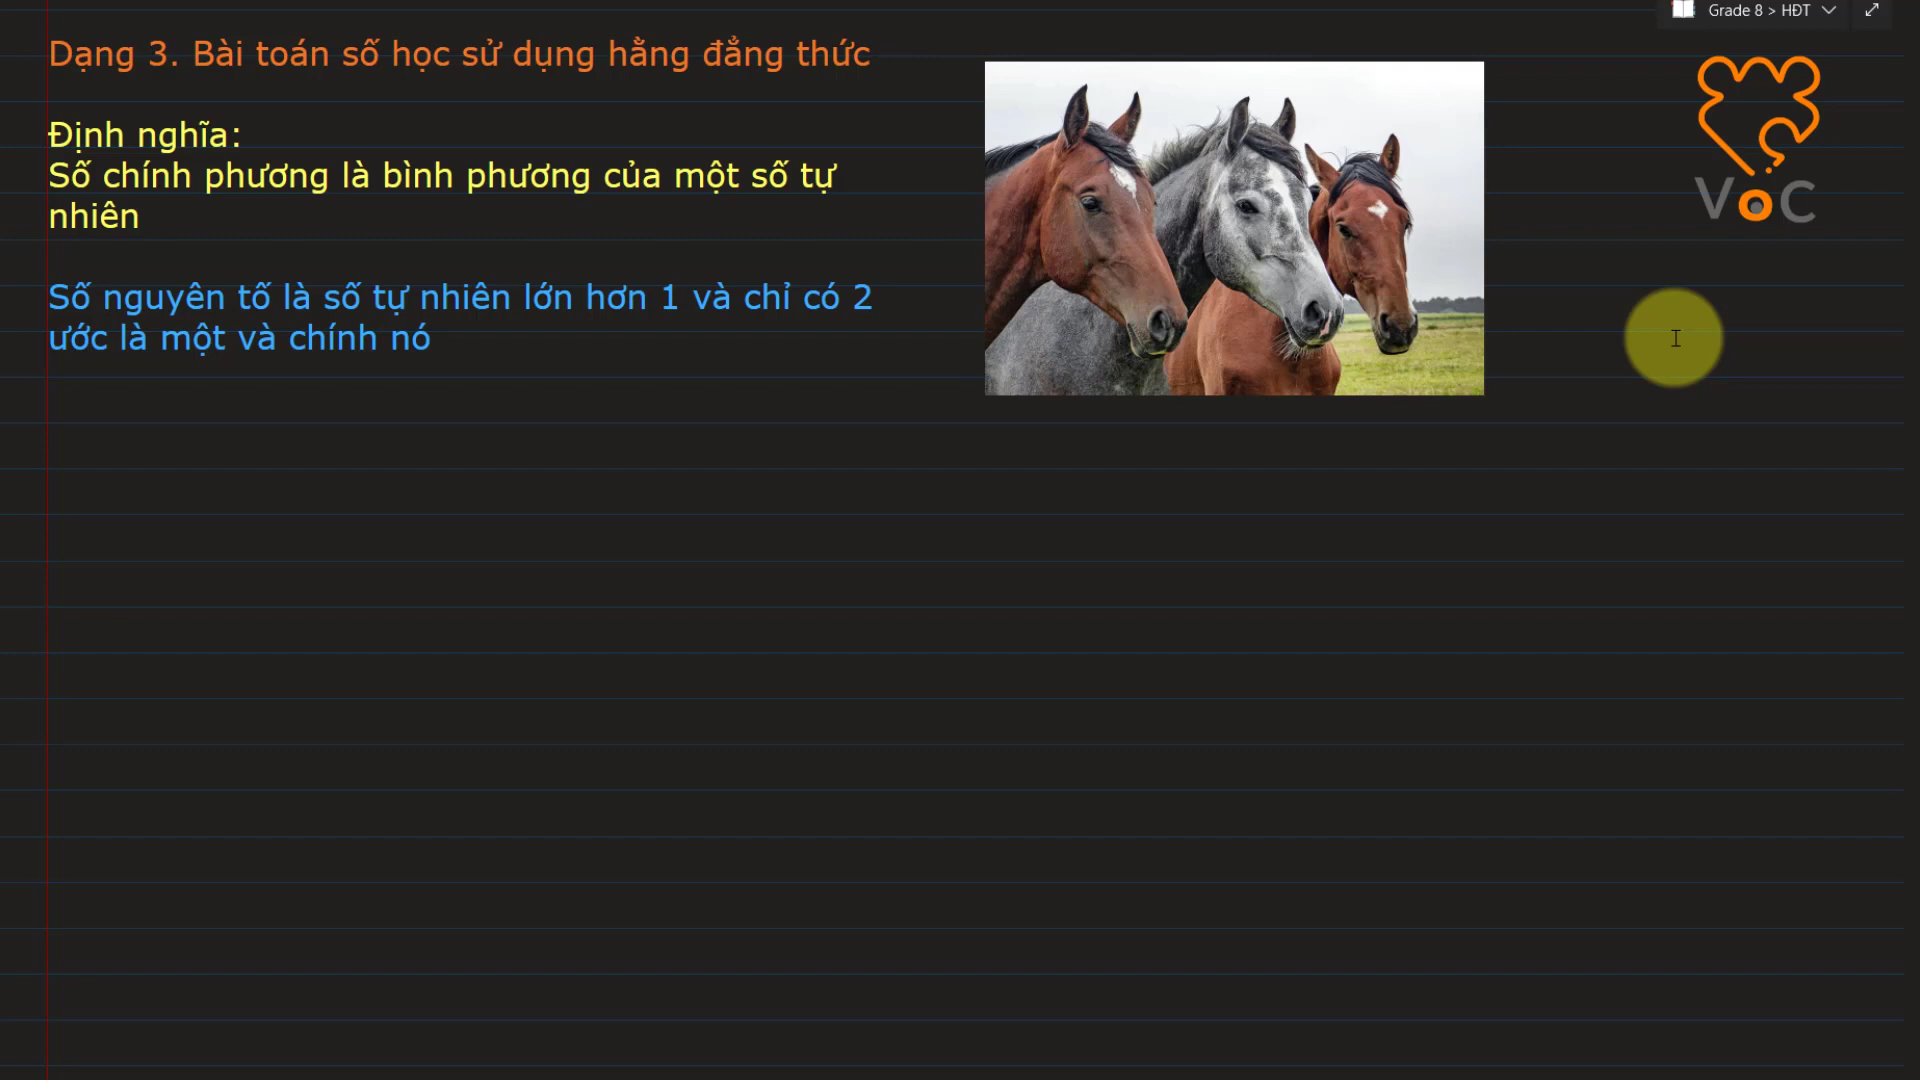 Grade 8 > HĐT
Dạng 3. Bài toán số học sử dụng hằng đẳng thức
Định nghĩa:
Số chính phương là bình phương của một số tự
nhiên
Số nguyên tố là số tự nhiên lớn hơn 1 và chỉ có 2
ước là một và chính nó
VoC